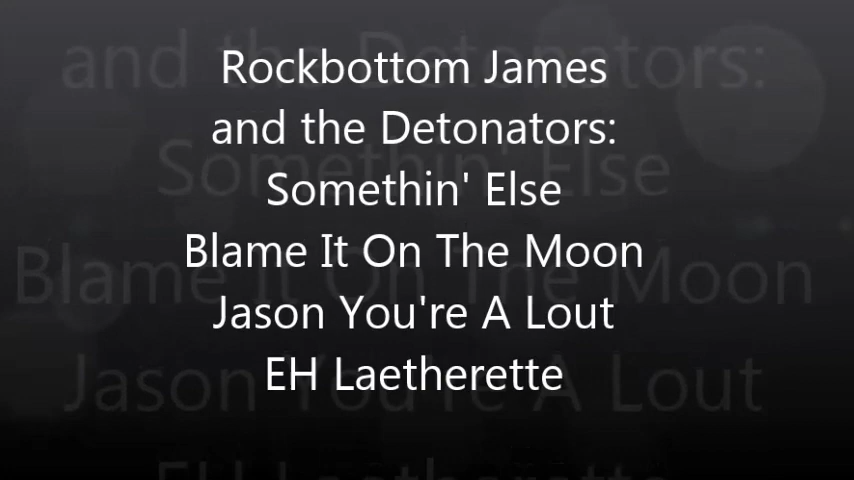 Rockbottom James
and the Detonators:
Somethin' Else
Blame It On The Moon
Jason You're A Lout
EH Laetherette